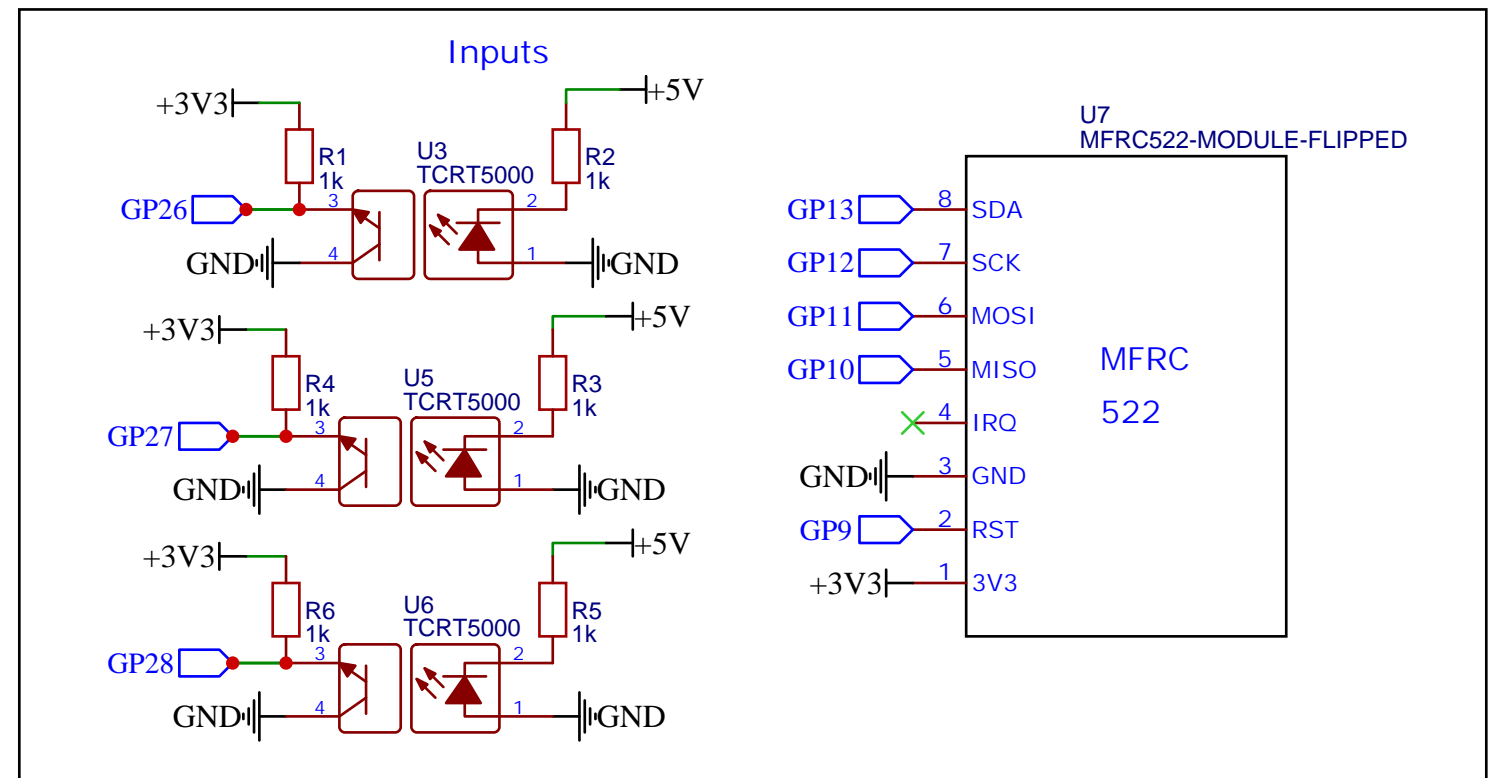 Inputs
+3V3
+5V
R1
1k
U3
TCRT5000
R2
1k
GP26
3
2
GND
4
1
GND
+3V3
+5V
R4
1k
U5
TCRT5000
R3
1k
GP27
3
2
GND
4
1
GND
+3V3
+5V
R6
1k
U6
TCRT5000
R5
1k
GP28
3
2
GND
4
1
GND
U7
MFRC522-MODULE-FLIPPED
GP13 8 SDA
GP12 7 SCK
GP11 6 MOSI
GP10 5 MISO
4 IRQ
GND 3 GND
GP9 2 RST
+3V3 1 3V3
MFRC
522